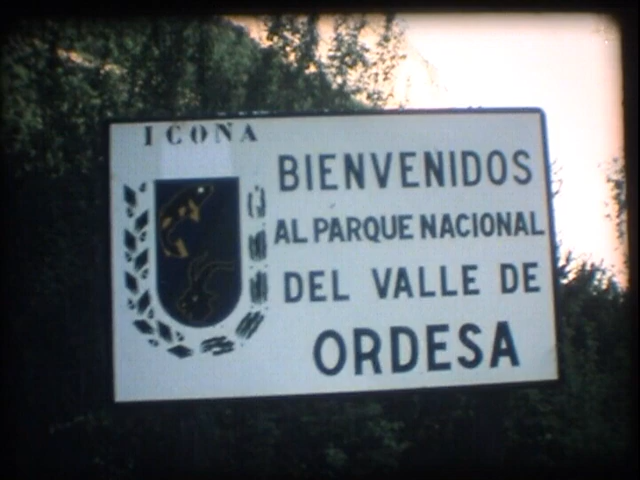 ICONA
BIENVENIDOS
AL PARQUE NACIONAL
DEL VALLE DE
ORDESA